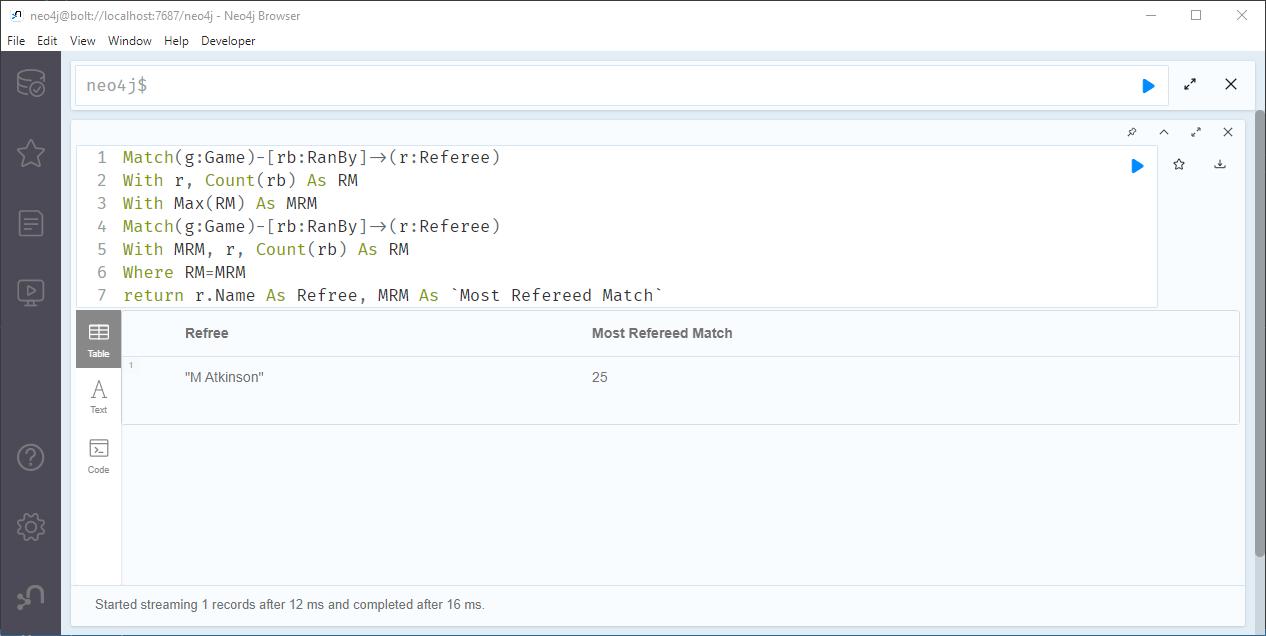 neo4j@bolt://localhost:7687/neo4j - Neo4j Browser
File Edit View Window Help Developer
neo4j$
1 Match(g:Game)-[rb:RanBy]->(r:Referee)
2 With r, Count(rb) As RM
3 With Max(RM) As MRM
4 Match(g:Game)-[rb:RanBy]->(r:Referee)
5 With MRM, r, Count(rb) As RM
6 Where RM=MRM
7 return r.Name As Refree, MRM As `Most Refereed Match`
Table
Refree Most Refereed Match
1 "M Atkinson" 25
Text
Code
Started streaming 1 records after 12 ms and completed after 16 ms.